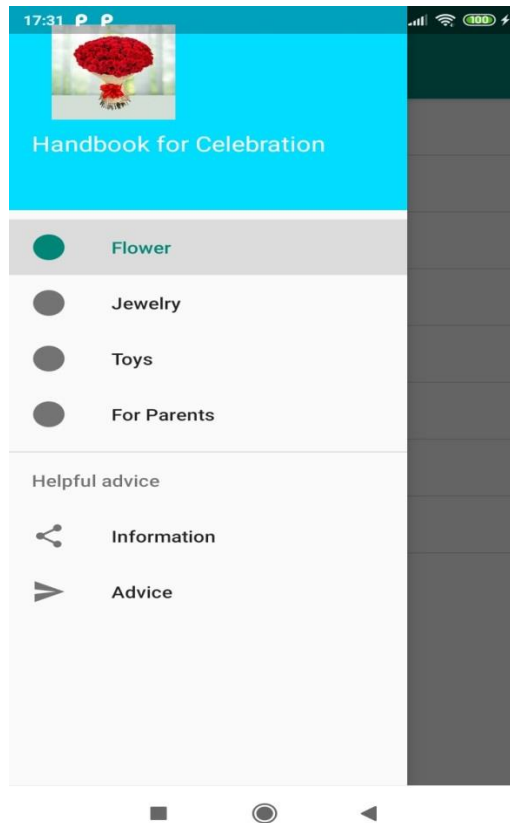 17:31 P P 100
Handbook for Celebration
Flower
Jewelry
Toys
For Parents
Helpful advice
Information
Advice